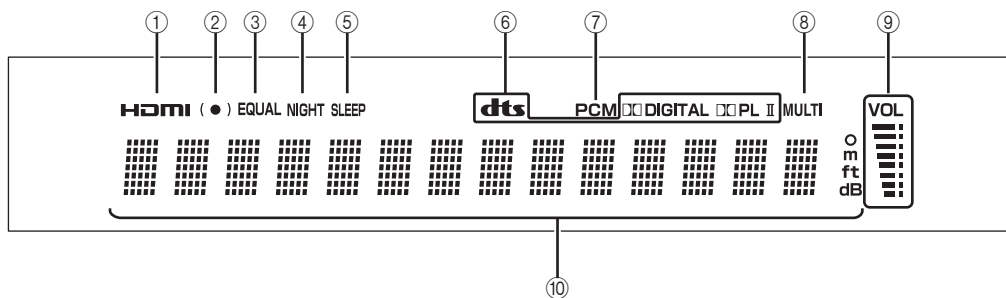 ① ② ③ ④ ⑤ ⑥ ⑦ ⑧ ⑨
HDMI (●) EQUAL NIGHT SLEEP dts PCM DIGITAL PL II MULTI VOL
o
m
ft
dB
⑩